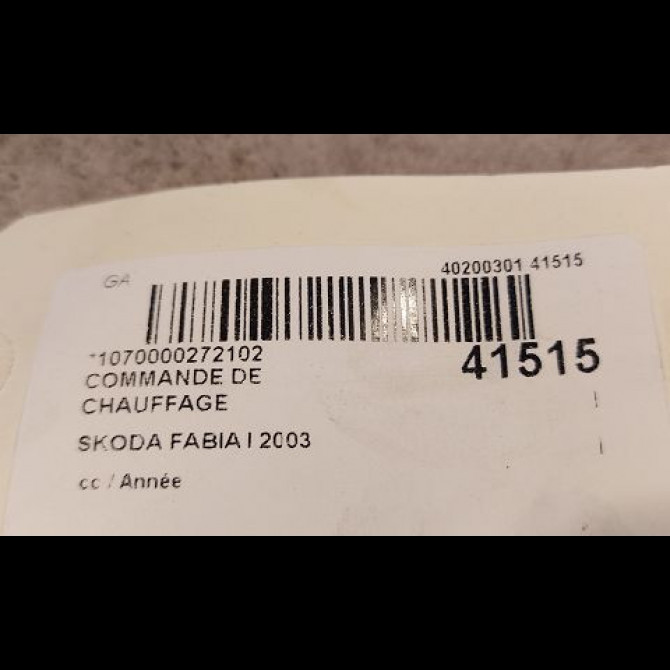 GA
40200301 41515
*1070000272102
41515
COMMANDE DE
CHAUFFAGE
SKODA FABIA I 2003
cc / Année